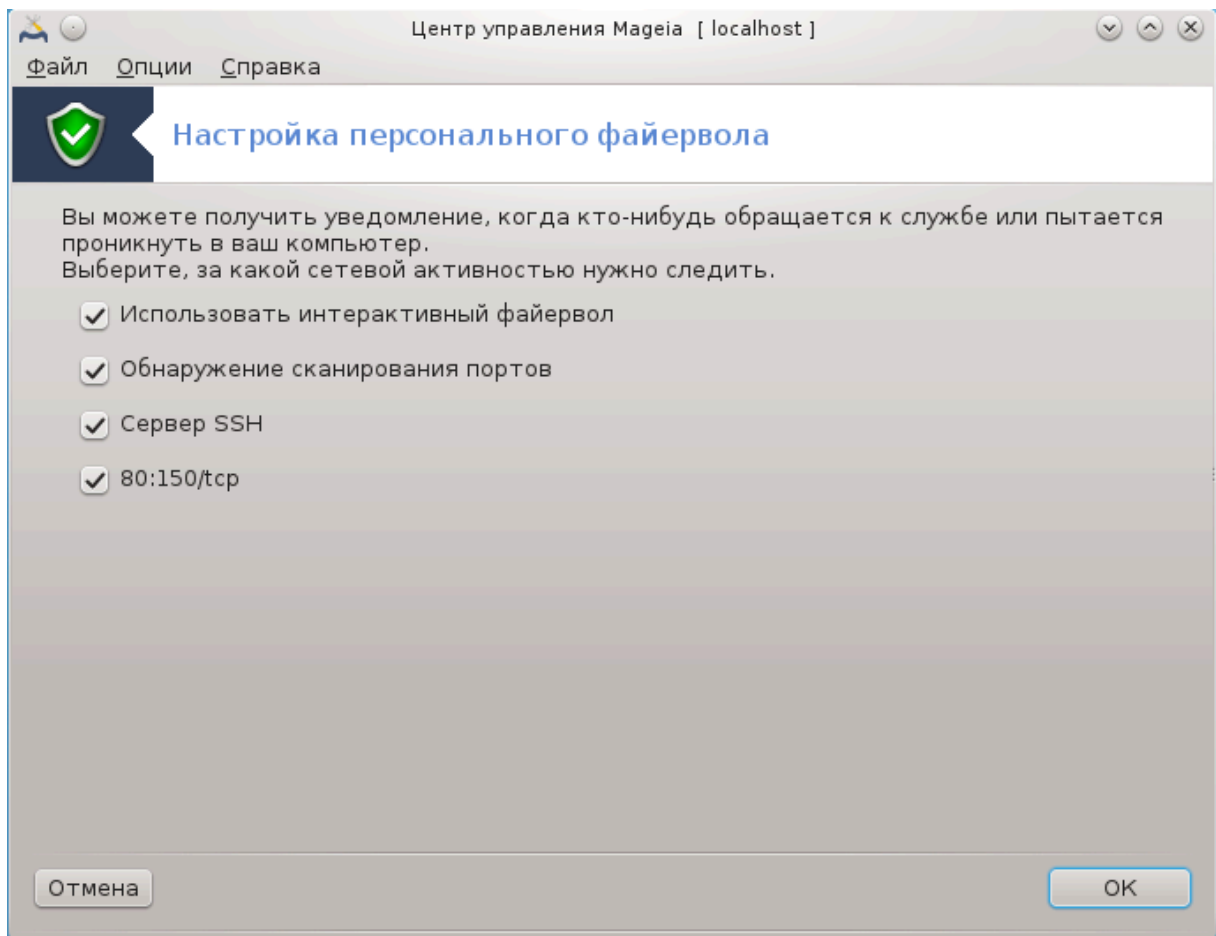 Центр управления Mageia [ localhost ]
Файл Опции Справка
Настройка персонального файервола
Вы можете получить уведомление, когда кто-нибудь обращается к службе или пытается
проникнуть в ваш компьютер.
Выберите, за какой сетевой активностью нужно следить.
Использовать интерактивный файервол
Обнаружение сканирования портов
Сервер SSH
80:150/tcp
Отмена
OK